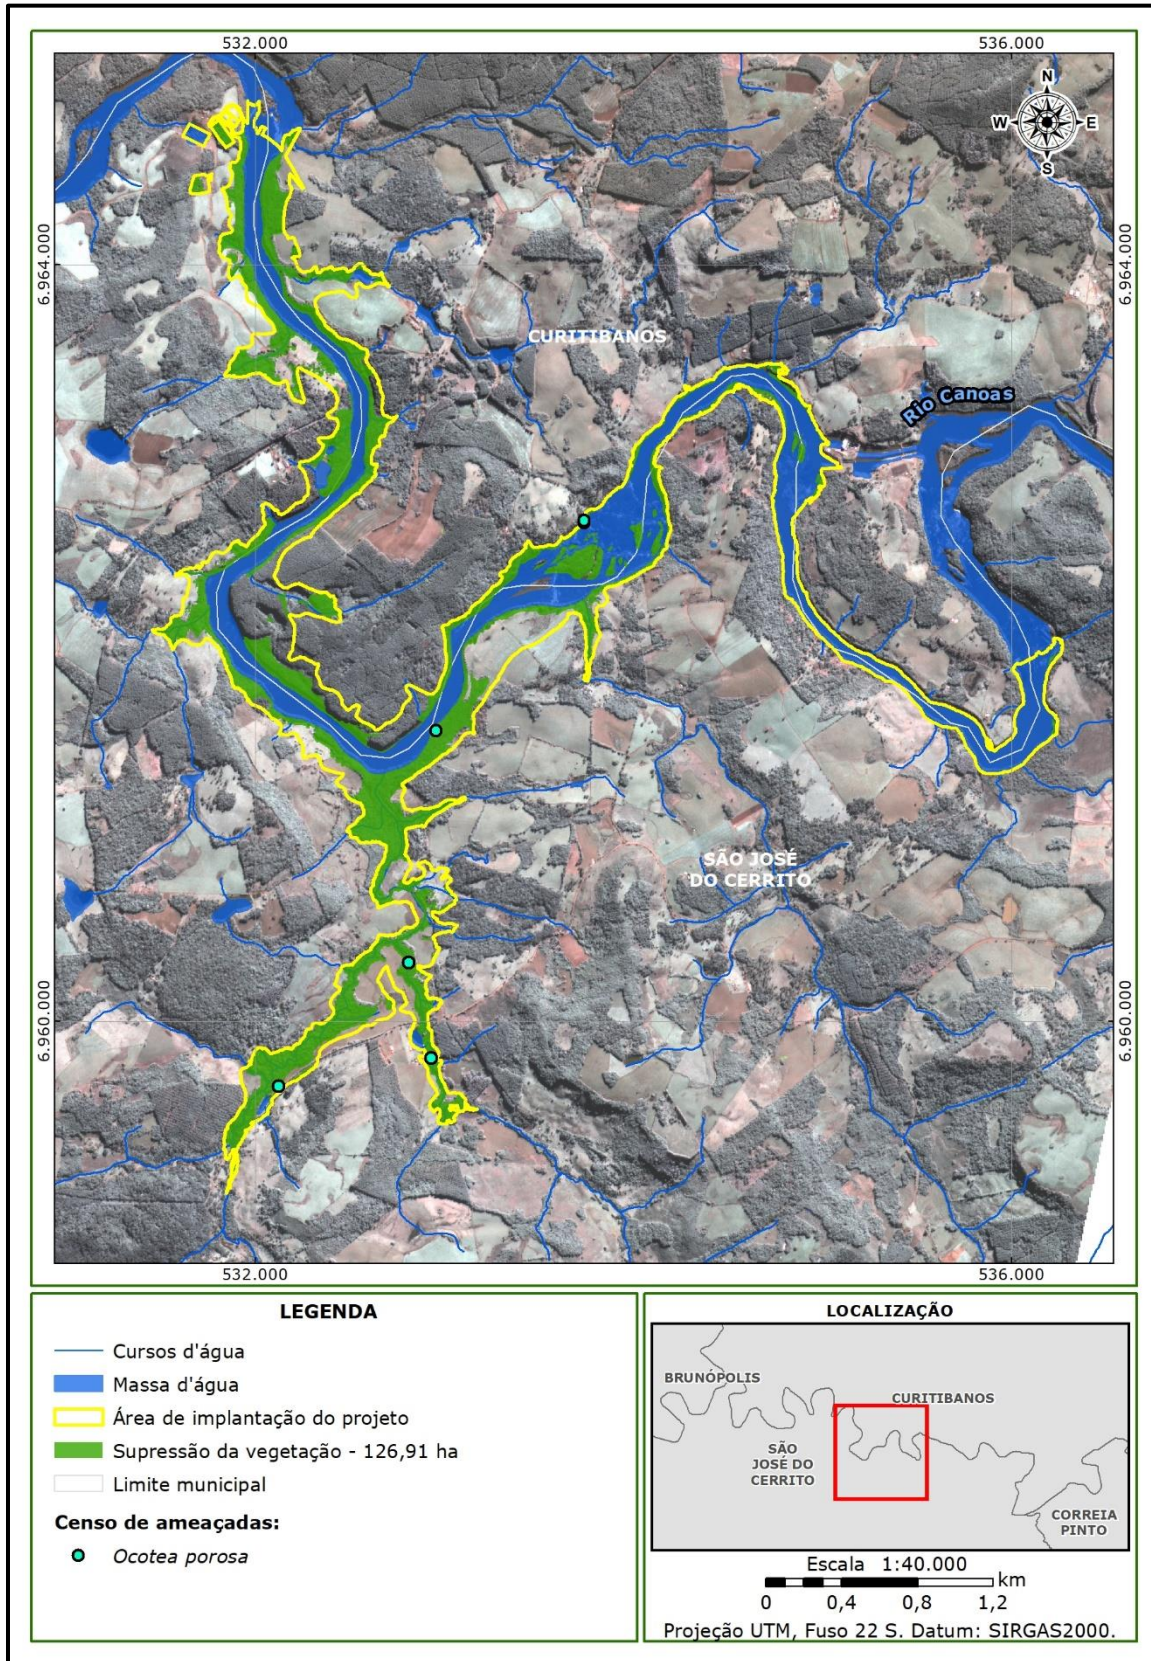 532.000
536.000
N
W
E
S
6.964.000
6.964.000
CURITIBANOS
Rio Canoas
SÃO JOSÉ
DO CERRITO
6.960.000
6.960.000
532.000
536.000
LEGENDA
Cursos d'água
Massa d'água
Área de implantação do projeto
Supressão da vegetação - 126,91 ha
Limite municipal
Censo de ameaçadas:
Ocotea porosa
LOCALIZAÇÃO
BRUNÓPOLIS
CURITIBANOS
SÃO
JOSÉ DO
CERRITO
CORREIA
PINTO
Escala 1:40.000
km
0 0,4 0,8 1,2
Projeção UTM, Fuso 22 S. Datum: SIRGAS2000.